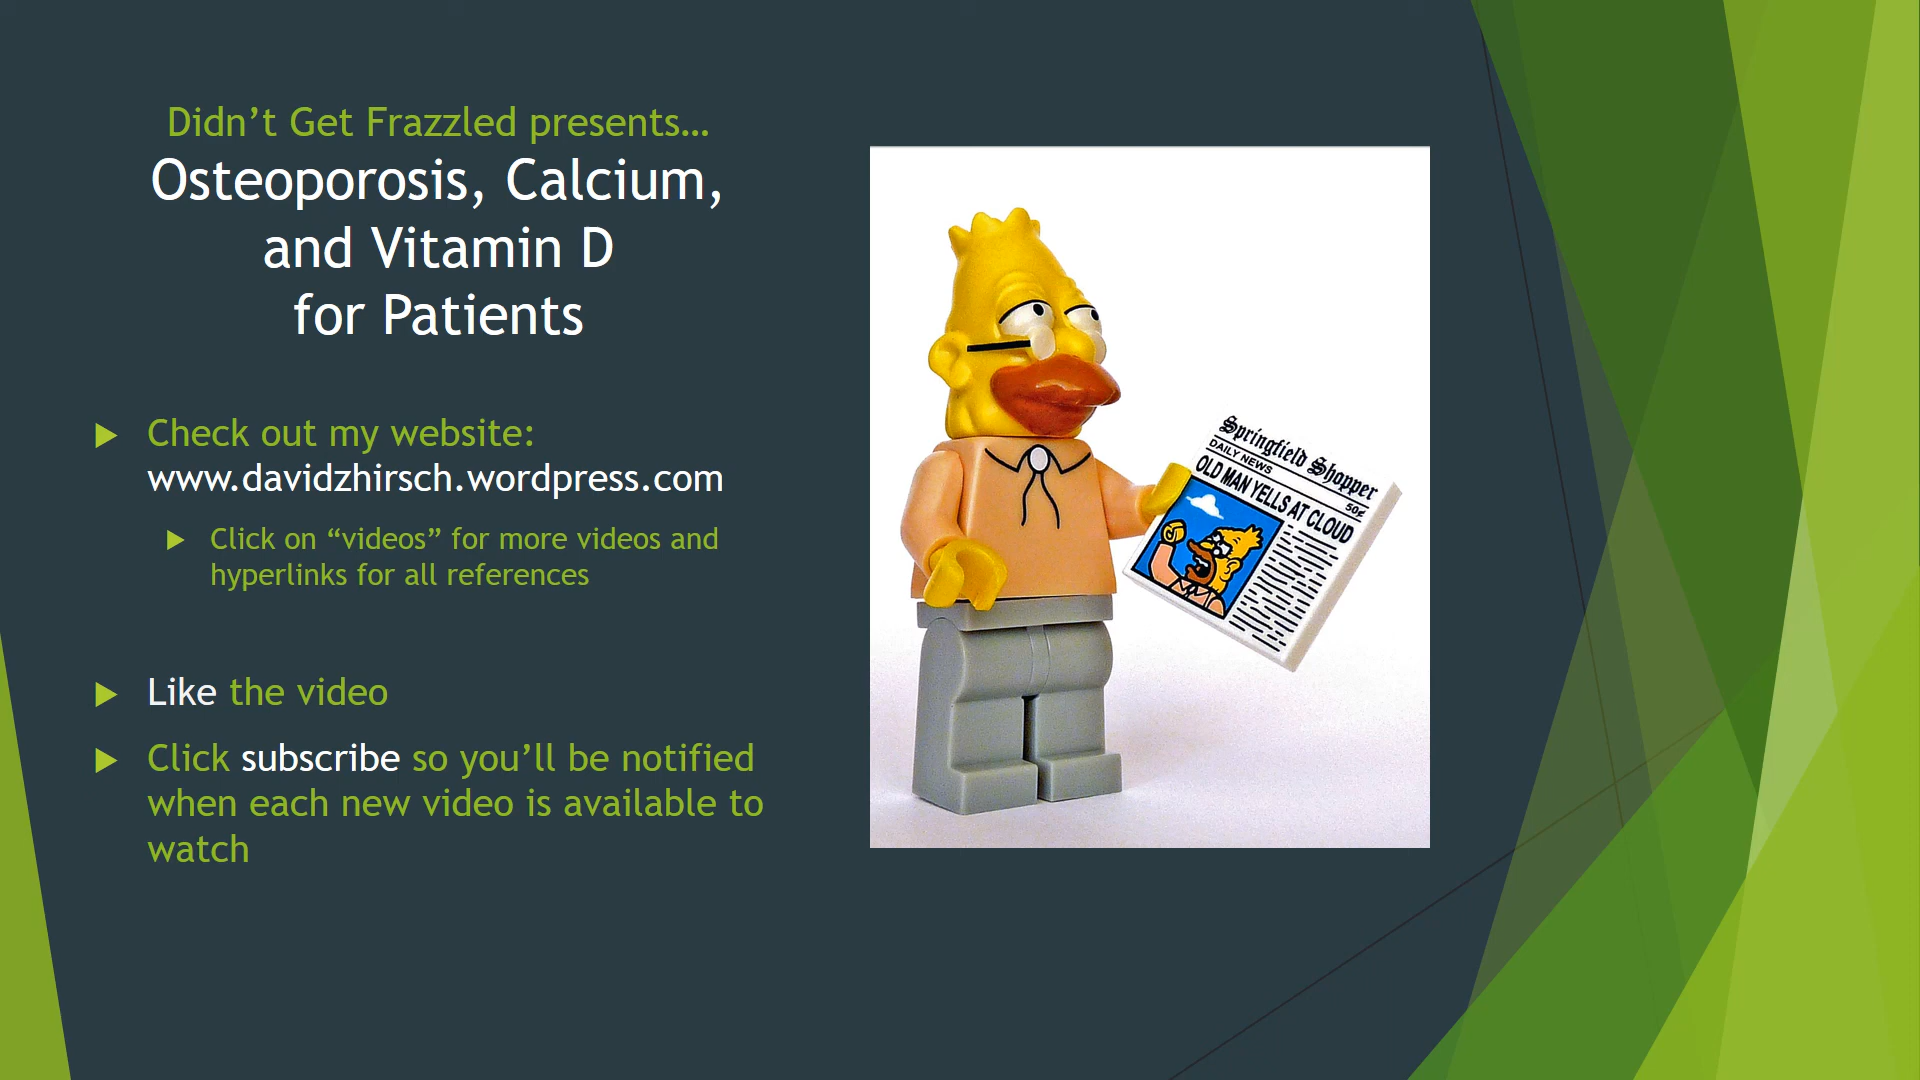 Didn’t Get Frazzled presents…
Osteoporosis, Calcium,
and Vitamin D
for Patients
Check out my website:
www.davidzhirsch.wordpress.com
Click on “videos” for more videos and
hyperlinks for all references
Like the video
Click subscribe so you’ll be notified
when each new video is available to
watch
Springfield Shopper
DAILY NEWS
50¢
OLD MAN YELLS AT CLOUD